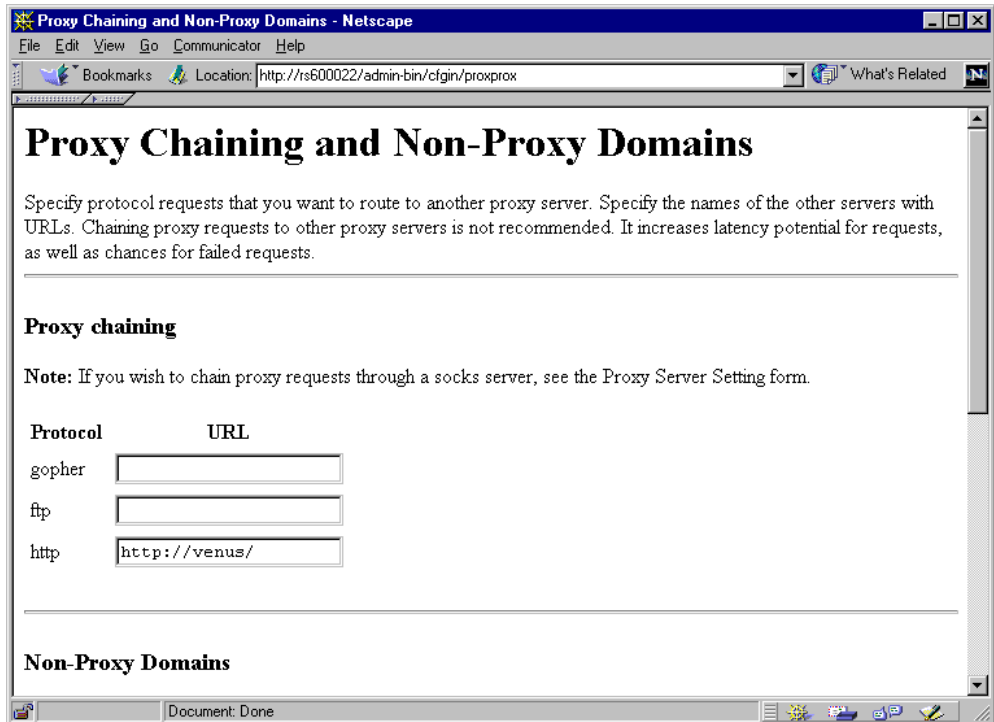 Proxy Chaining and Non-Proxy Domains - Netscape
File Edit View Go Communicator Help
Bookmarks Location: http://rs600022/admin-bin/cfgin/proxprox What's Related N
Proxy Chaining and Non-Proxy Domains
Specify protocol requests that you want to route to another proxy server. Specify the names of the other servers with
URLs. Chaining proxy requests to other proxy servers is not recommended. It increases latency potential for requests,
as well as chances for failed requests.
Proxy chaining
Note: If you wish to chain proxy requests through a socks server, see the Proxy Server Setting form.
Protocol URL
gopher
ftp
http http://venus/
Non-Proxy Domains
Document: Done